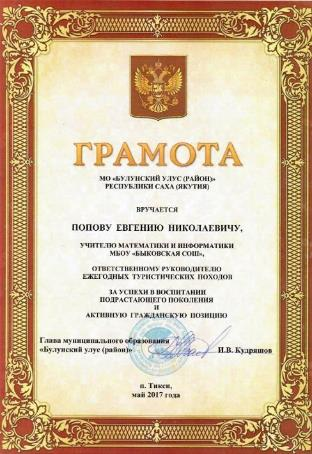 ГРАМОТА
МО «БУЛУНСКИЙ УЛУС (РАЙОН)»
РЕСПУБЛИКИ САХА (ЯКУТИЯ)
ВРУЧАЕТСЯ
ПОПОВУ ЕВГЕНИЮ НИКОЛАЕВИЧУ,
УЧИТЕЛЮ МАТЕМАТИКИ И ИНФОРМАТИКИ
МБОУ «БЫКОВСКАЯ СОШ»,
ОТВЕТСТВЕННОМУ РУКОВОДИТЕЛЮ
ЕЖЕГОДНЫХ ТУРИСТИЧЕСКИХ ПОХОДОВ
ЗА УСПЕХИ В ВОСПИТАНИИ
ПОДРАСТАЮЩЕГО ПОКОЛЕНИЯ
И
АКТИВНУЮ ГРАЖДАНСКУЮ ПОЗИЦИЮ
Глава муниципального образования
«Булунский улус (район)» И.В. Кудряшов
п. Тикси,
май 2017 года